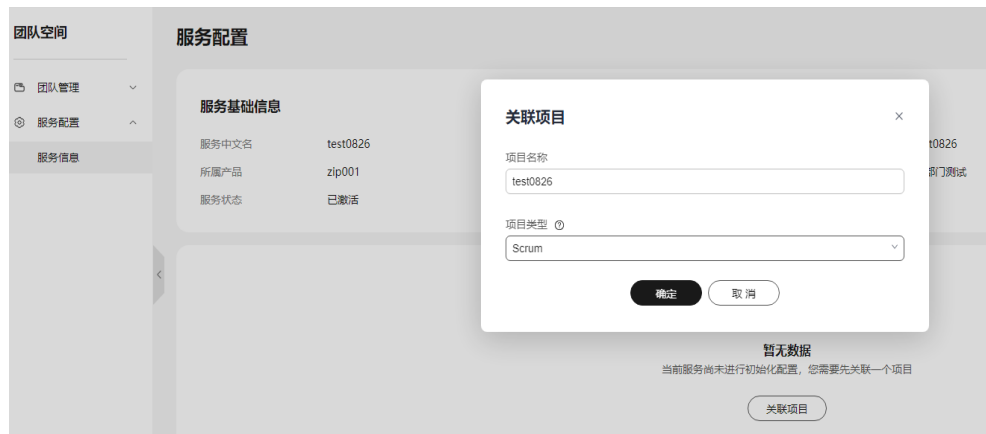 团队空间
团队管理
服务配置
服务信息
服务配置
服务基础信息
服务中文名 test0826
所属产品 zip001
服务状态 已激活
t0826
部门测试
关联项目
项目名称
test0826
项目类型
Scrum
确定 取消
暂无数据
当前服务尚未进行初始化配置，您需要先关联一个项目
关联项目